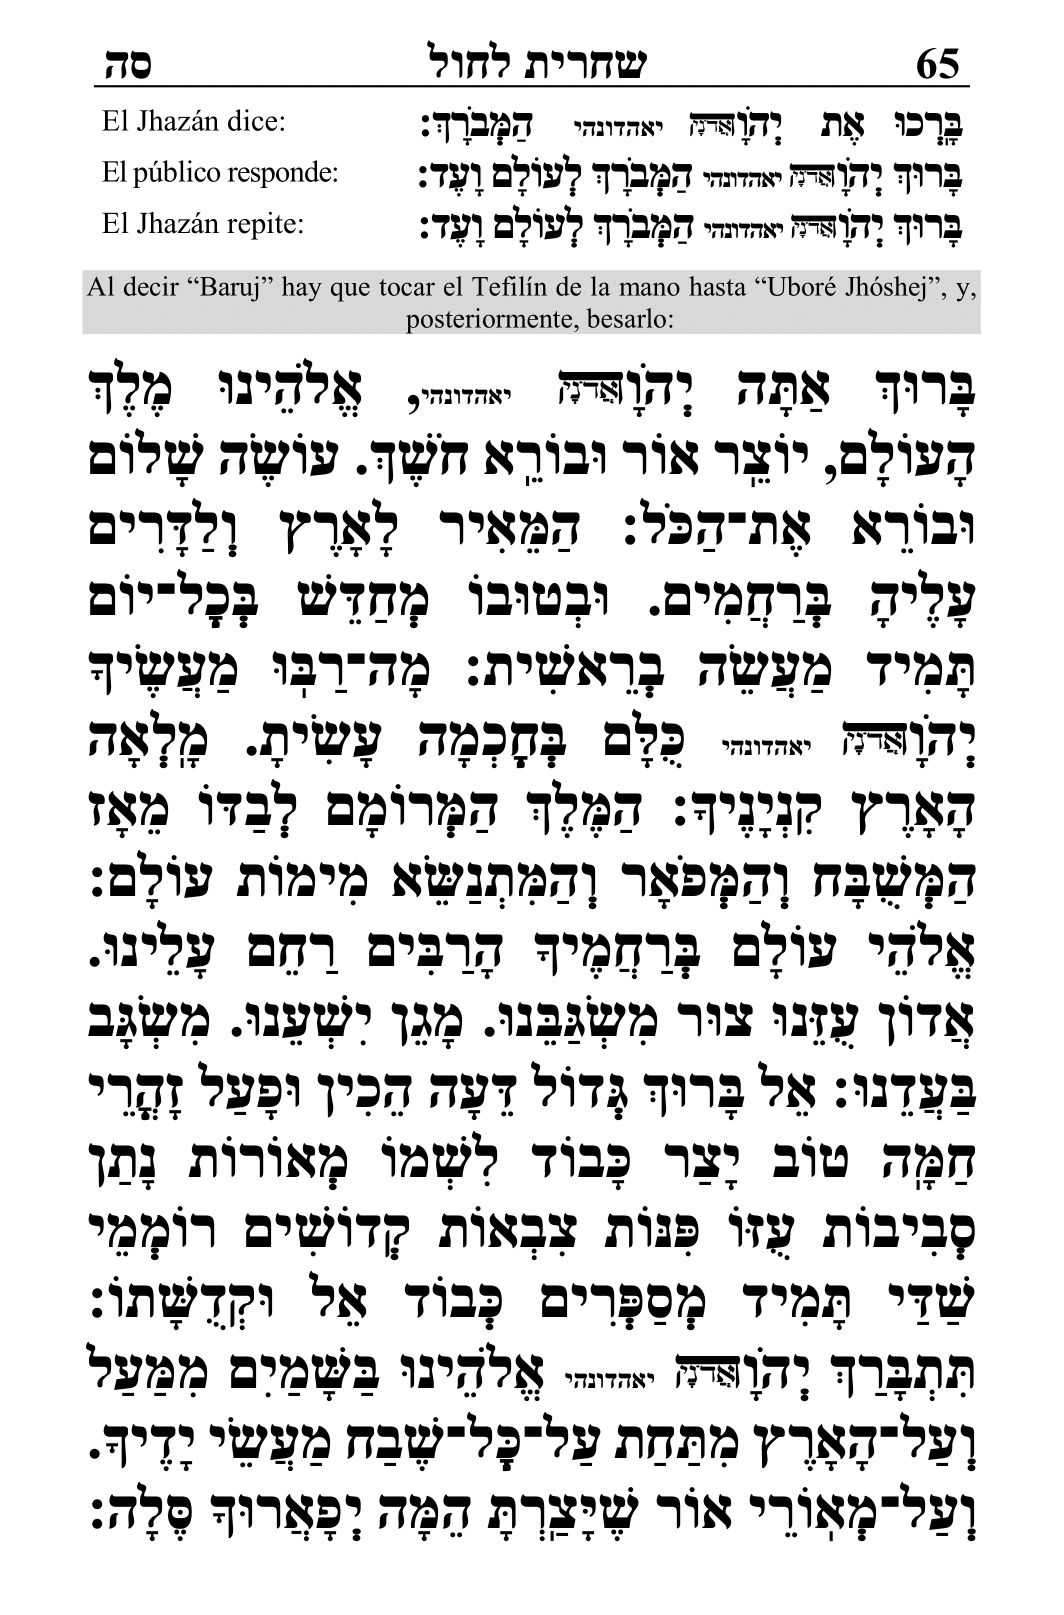 65 שחרית לחול סה
El Jhazán dice: בָּרְכוּ אֶת יְהֹוָאֲדֹנָי יאהדונהי הַמְּבֹרָךְ:
El público responde: בָּרוּךְ יְהֹוָאֲדֹנָי יאהדונהי הַמְּבֹרָךְ לְעוֹלָם וָעֶד:
El Jhazán repite: בָּרוּךְ יְהֹוָאֲדֹנָי יאהדונהי הַמְּבֹרָךְ לְעוֹלָם וָעֶד:
Al decir “Baruj” hay que tocar el Tefilín de la mano hasta “Uboré Jhóshej”, y,
posteriormente, besarlo:
בָּרוּךְ אַתָּה יְהֹוָאֲדֹנָי יאהדונהי, אֱלֹהֵינוּ מֶלֶךְ
הָעוֹלָם, יוֹצֵר אוֹר וּבוֹרֵא חֹשֶׁךְ. עוֹשֶׂה שָׁלוֹם
וּבוֹרֵא אֶת־הַכֹּל: הַמֵּאִיר לָאָרֶץ וְלַדָּרִים
עָלֶיהָ בְּרַחֲמִים. וּבְטוּבוֹ מְחַדֵּשׁ בְּכָל־יוֹם
תָּמִיד מַעֲשֵׂה בְרֵאשִׁית: מָה־רַבּוּ מַעֲשֶׂיךָ
יְהֹוָאֲדֹנָי יאהדונהי כֻּלָּם בְּחָכְמָה עָשִׂיתָ. מָלְאָה
הָאָרֶץ קִנְיָנֶיךָ: הַמֶּלֶךְ הַמְּרוֹמָם לְבַדּוֹ מֵאָז
הַמְּשֻׁבָּח וְהַמְּפֹאָר וְהַמִּתְנַשֵּׂא מִימוֹת עוֹלָם:
אֱלֹהֵי עוֹלָם בְּרַחֲמֶיךָ הָרַבִּים רַחֵם עָלֵינוּ.
אֲדוֹן עֻזֵּנוּ צוּר מִשְׂגַּבֵּנוּ. מָגֵן יִשְׁעֵנוּ. מִשְׂגָּב
בַּעֲדֵנוּ: אֵל בָּרוּךְ גְּדוֹל דֵּעָה הֵכִין וּפָעַל זָהֳרֵי
חַמָּה טוֹב יָצַר כָּבוֹד לִשְׁמוֹ מְאוֹרוֹת נָתַן
סְבִיבוֹת עֻזּוֹ פִּנּוֹת צִבְאוֹת קְדוֹשִׁים רוֹמְמֵי
שַׁדַּי תָּמִיד מְסַפְּרִים כְּבוֹד אֵל וּקְדֻשָּׁתוֹ:
תִּתְבָּרַךְ יְהֹוָאֲדֹנָי יאהדונהי אֱלֹהֵינוּ בַּשָּׁמַיִם מִמַּעַל
וְעַל־הָאָרֶץ מִתַּחַת עַל־כָּל־שֶׁבַח מַעֲשֵׂי יָדֶיךָ.
וְעַל־מְאוֹרֵי אוֹר שֶׁיָּצַרְתָּ הֵמָּה יְפָאֲרוּךָ סֶּלָה: